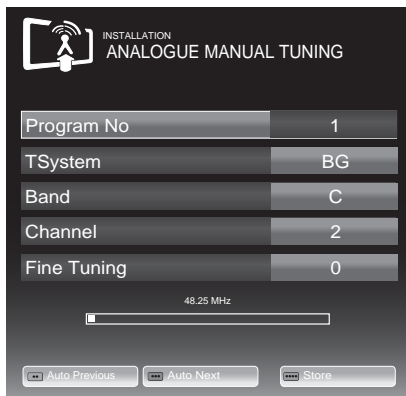 INSTALLATION
ANALOGUE MANUAL TUNING
Program No 1
TSystem BG
Band C
Channel 2
Fine Tuning 0
48.25 MHz
Auto Previous Auto Next Store